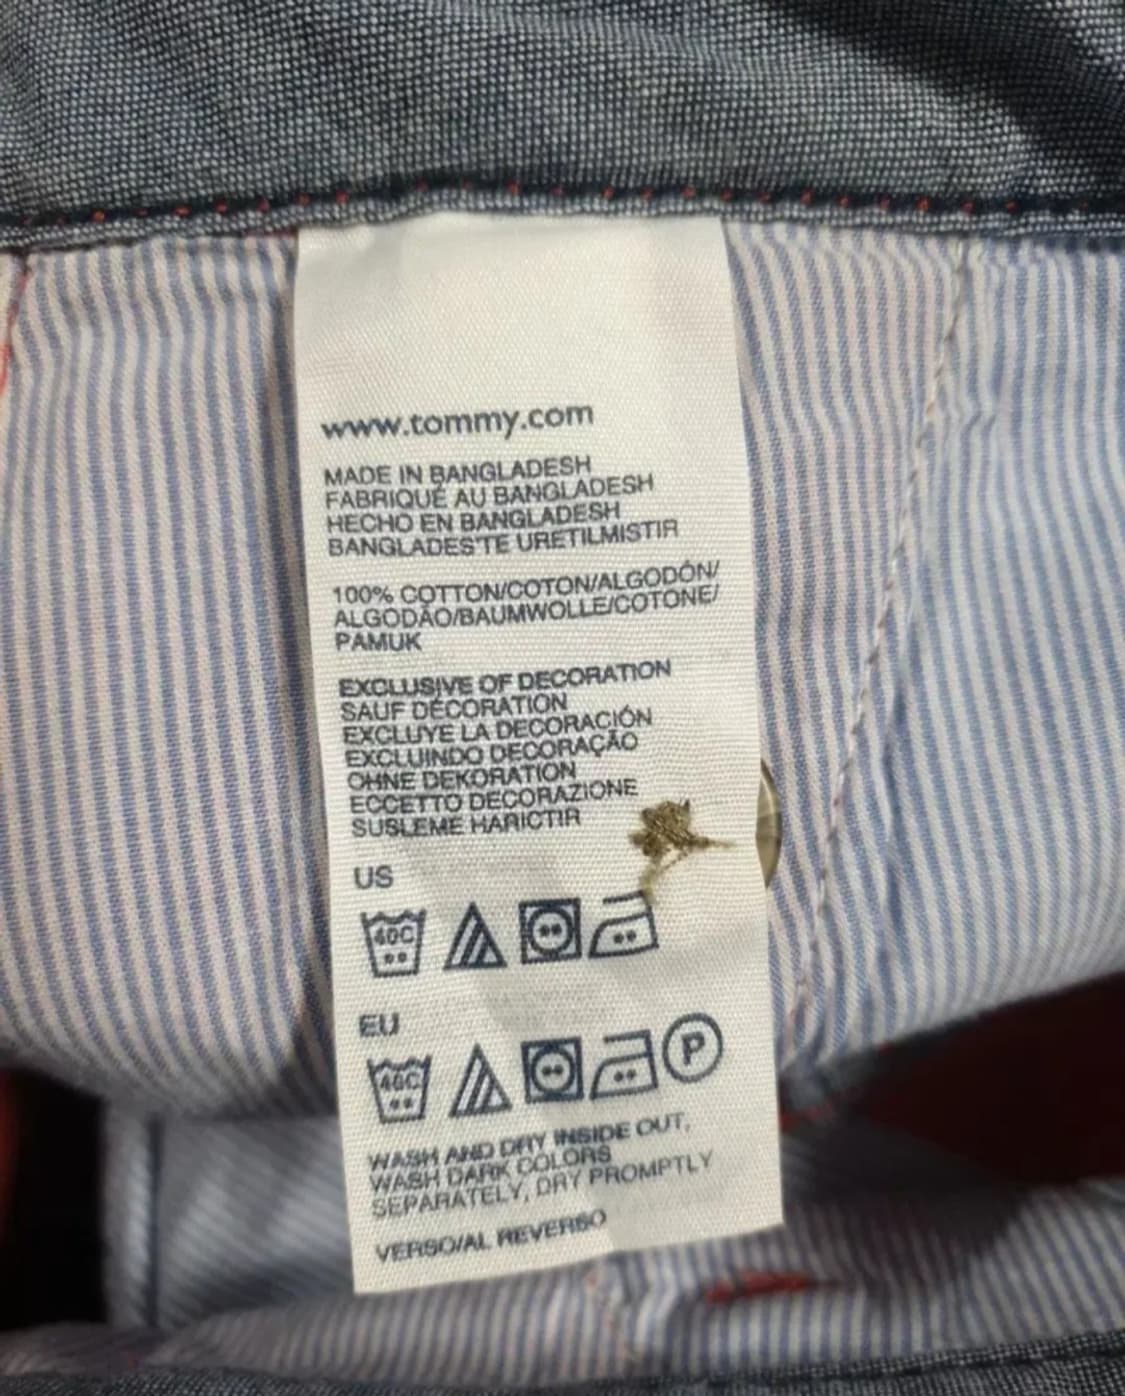 www.tommy.com
MADE IN BANGLADESH
FABRIQUÉ AU BANGLADESH
HECHO EN BANGLADESH
BANGLADES'TE URETILMISTIR
100% COTTON/COTON/ALGODÓN/
ALGODÃO/BAUMWOLLE/COTONE/
PAMUK
EXCLUSIVE OF DECORATION
SAUF DÉCORATION
EXCLUYE LA DECORACIÓN
EXCLUINDO DECORAÇÃO
OHNE DEKORATION
ECCETTO DECORAZIONE
SUSLEME HARICTIR
US
40C
EU
40C P
WASH AND DRY INSIDE OUT,
WASH DARK COLORS
SEPARATELY, DRY PROMPTLY
VERSO/AL REVERSO